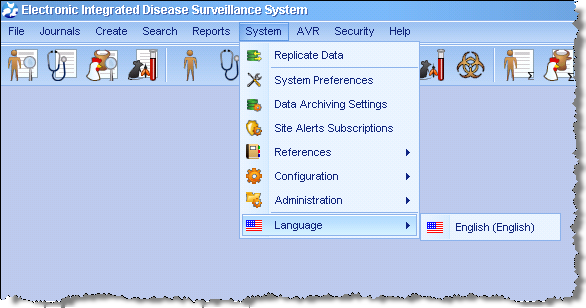 Electronic Integrated Disease Surveillance System
File Journals Create Search Reports System AVR Security Help
Replicate Data
System Preferences
Data Archiving Settings
Site Alerts Subscriptions
References
Configuration
Administration
Language
English (English)